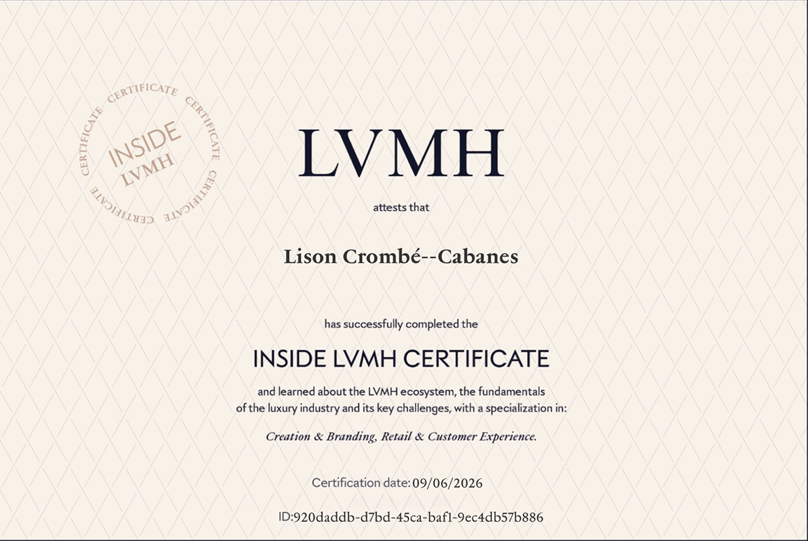 CERTIFICATE CERTIFICATE CERTIFICATE CERTIFICATE CERTIFICATE CERTIFICATE
INSIDE
LVMH
LVMH
attests that
Lison Crombé--Cabanes
has successfully completed the
INSIDE LVMH CERTIFICATE
and learned about the LVMH ecosystem, the fundamentals
of the luxury industry and its key challenges, with a specialization in:
Creation & Branding, Retail & Customer Experience.
Certification date: 09/06/2026
ID:920daddb-d7bd-45ca-baf1-9ec4db57b886